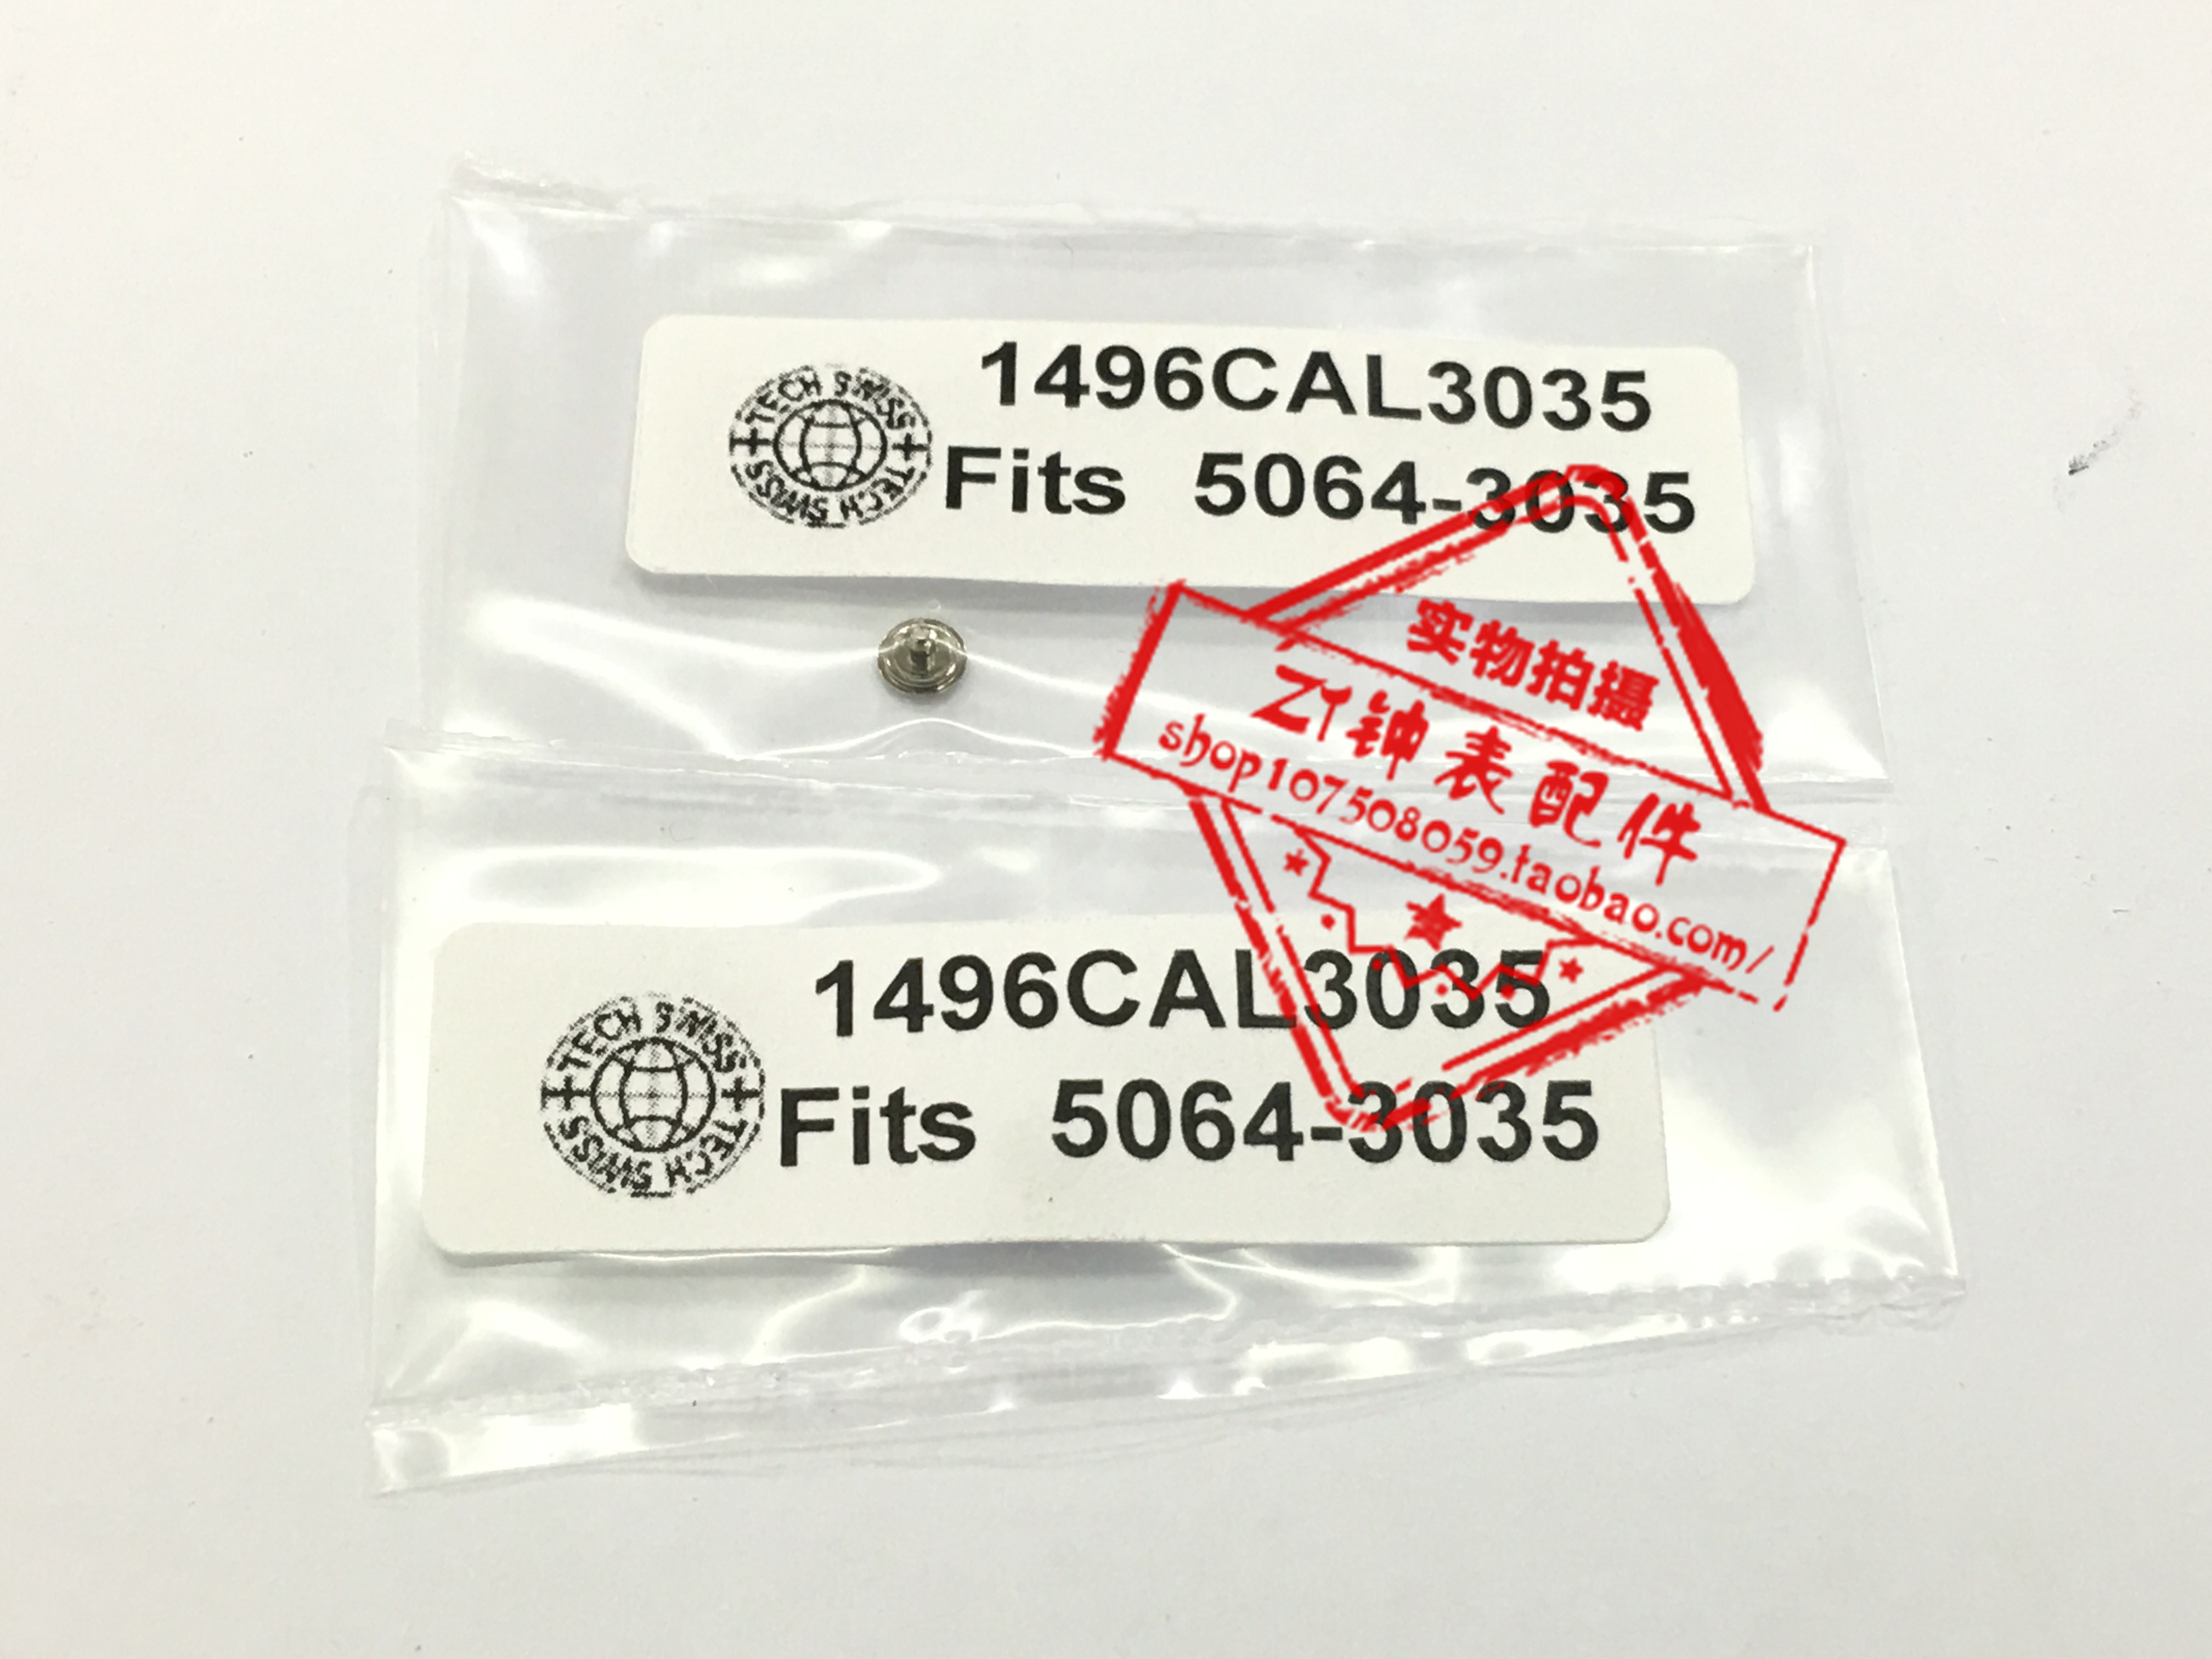 1496CAL3035
Fits 5064-3035
TECH SWISS
TECH SWISS
实物拍摄
ZY钟表配件
shop107508059.taobao.com/
1496CAL3035
Fits 5064-3035
TECH SWISS
TECH SWISS